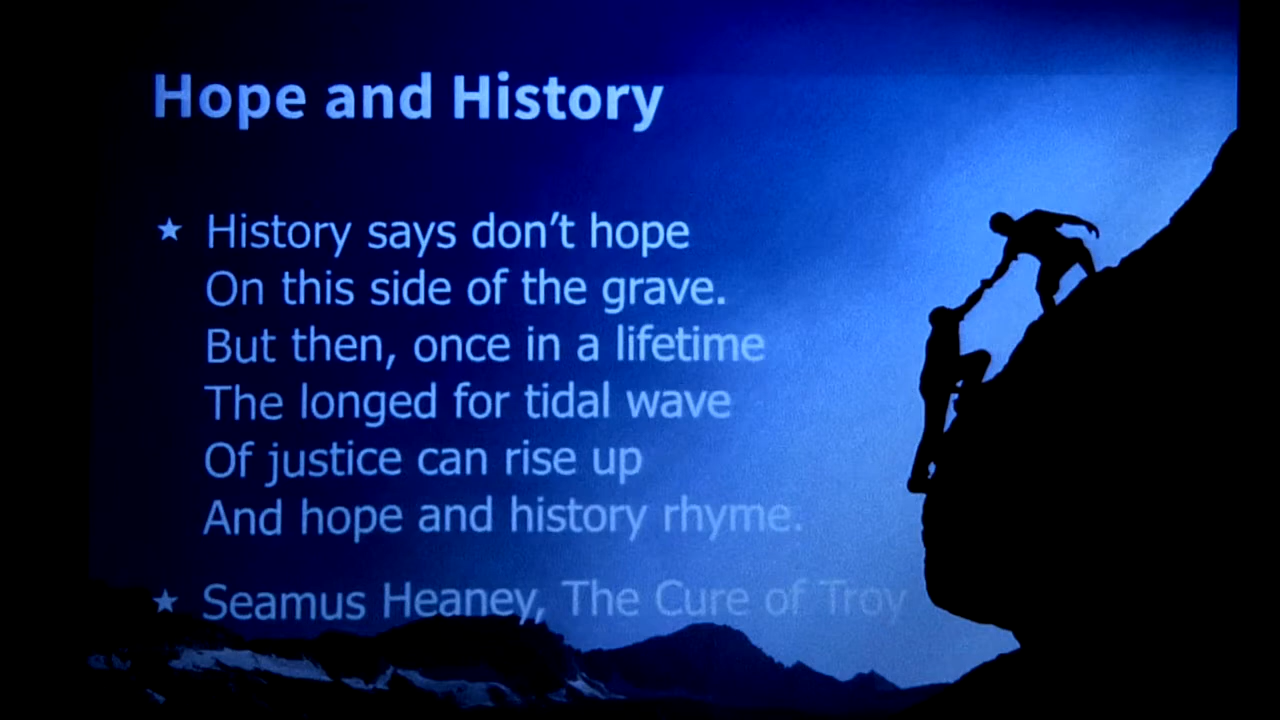 Hope and History
★ History says don’t hope
On this side of the grave.
But then, once in a lifetime
The longed for tidal wave
Of justice can rise up
And hope and history rhyme.
★ Seamus Heaney, The Cure of Troy